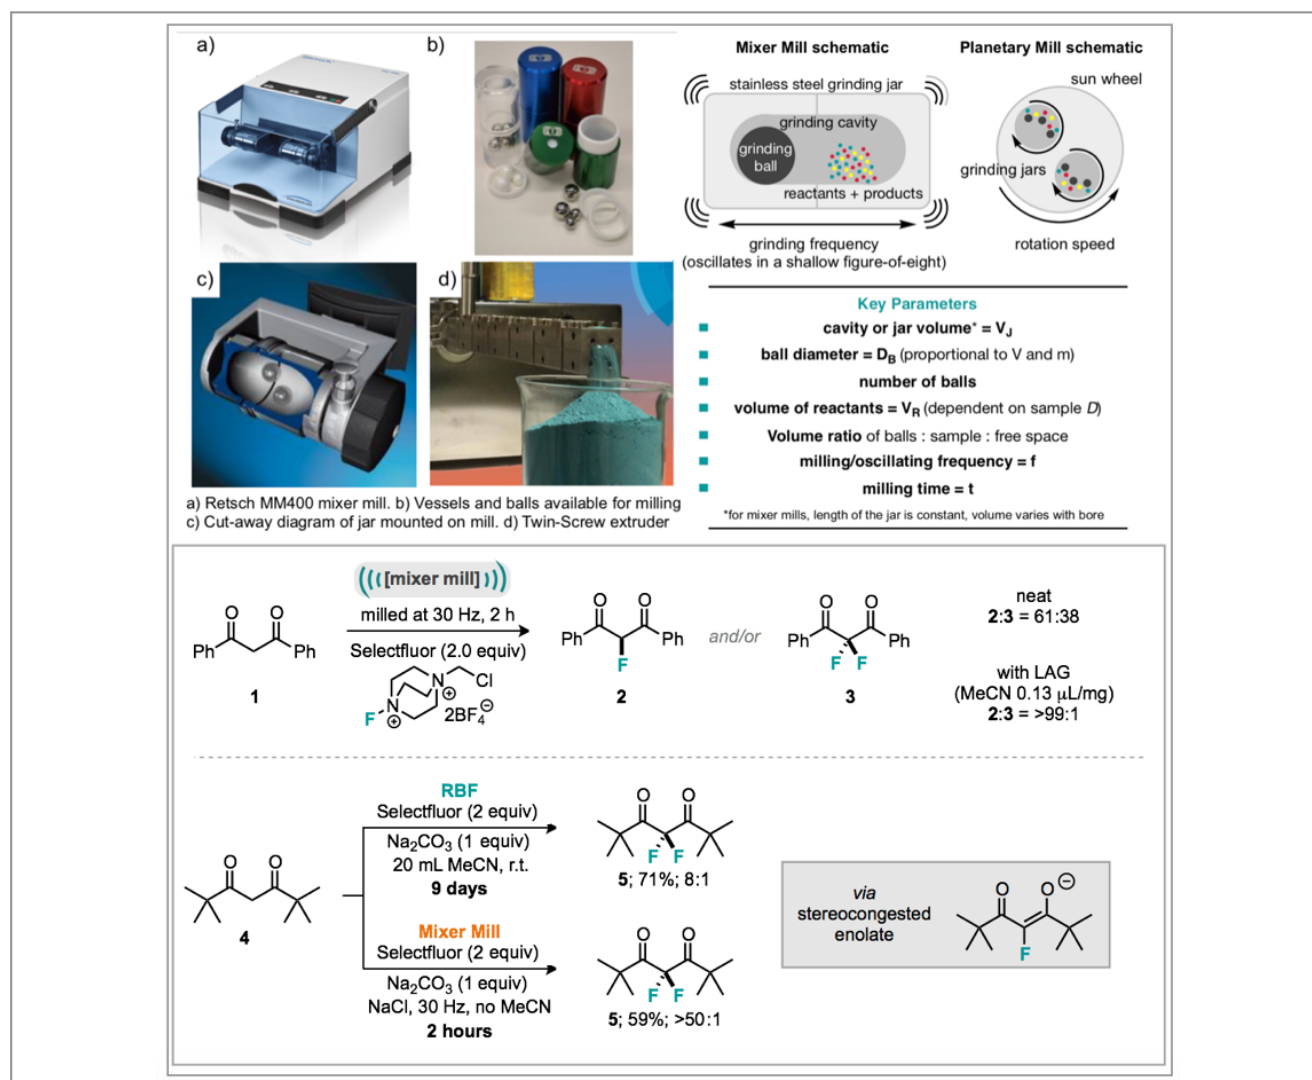 a)
b)
c)
d)
a) Retsch MM400 mixer mill. b) Vessels and balls available for milling
c) Cut-away diagram of jar mounted on mill. d) Twin-Screw extruder
Mixer Mill schematic
stainless steel grinding jar
grinding cavity
grinding
ball
reactants + products
grinding frequency
(oscillates in a shallow figure-of-eight)
Planetary Mill schematic
sun wheel
grinding jars
rotation speed
Key Parameters
cavity or jar volume* = V_J
ball diameter = D_B (proportional to V and m)
number of balls
volume of reactants = V_R (dependent on sample D)
Volume ratio of balls : sample : free space
milling/oscillating frequency = f
milling time = t
*for mixer mills, length of the jar is constant, volume varies with bore
O O
Ph Ph
1
[mixer mill]
milled at 30 Hz, 2 h
Selectfluor (2.0 equiv)
N Cl
⊕
F N
⊕
2BF₄⊖
O O
Ph Ph
F
2
and/or
O O
Ph Ph
F F
3
neat
2:3 = 61:38
with LAG
(MeCN 0.13 μL/mg)
2:3 = >99:1
O O
4
RBF
Selectfluor (2 equiv)
Na₂CO₃ (1 equiv)
20 mL MeCN, r.t.
9 days
O O
F F
5; 71%; 8:1
Mixer Mill
Selectfluor (2 equiv)
Na₂CO₃ (1 equiv)
NaCl, 30 Hz, no MeCN
2 hours
O O
F F
5; 59%; >50:1
via
stereocongested
enolate
O O⊖
F